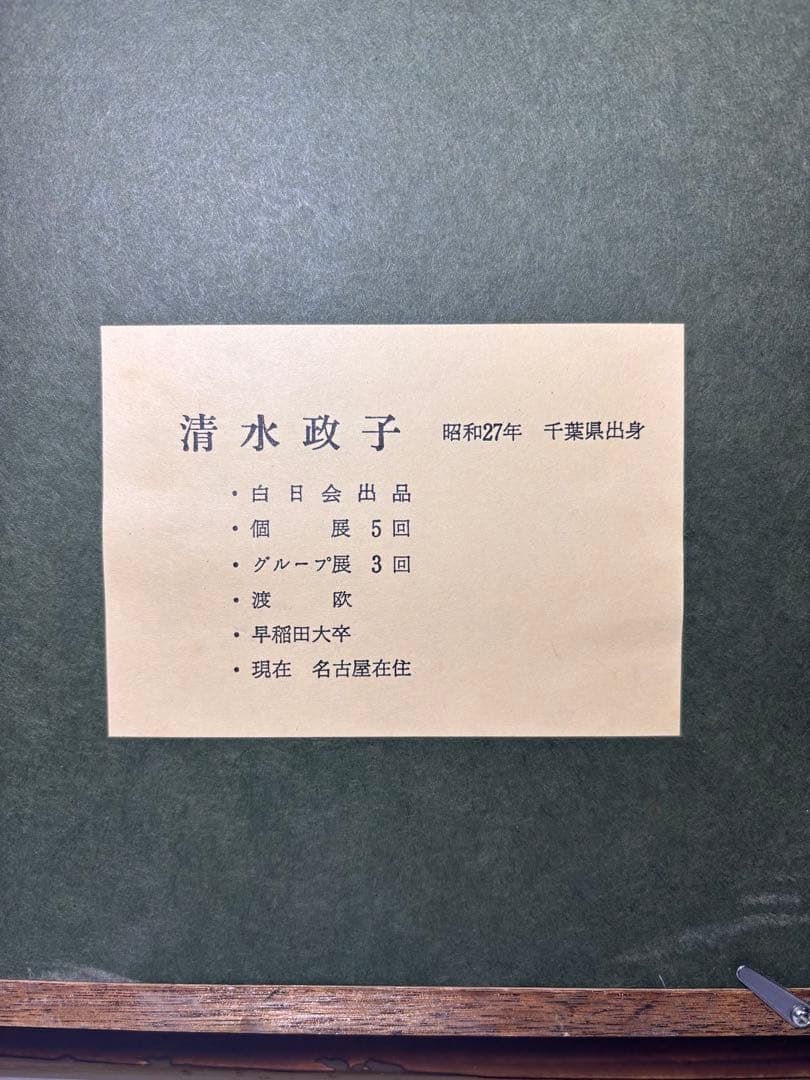 清水政子 昭和27年 千葉県出身
・白日会出品
・個展 5回
・グループ展 3回
・渡欧
・早稲田大卒
・現在 名古屋在住